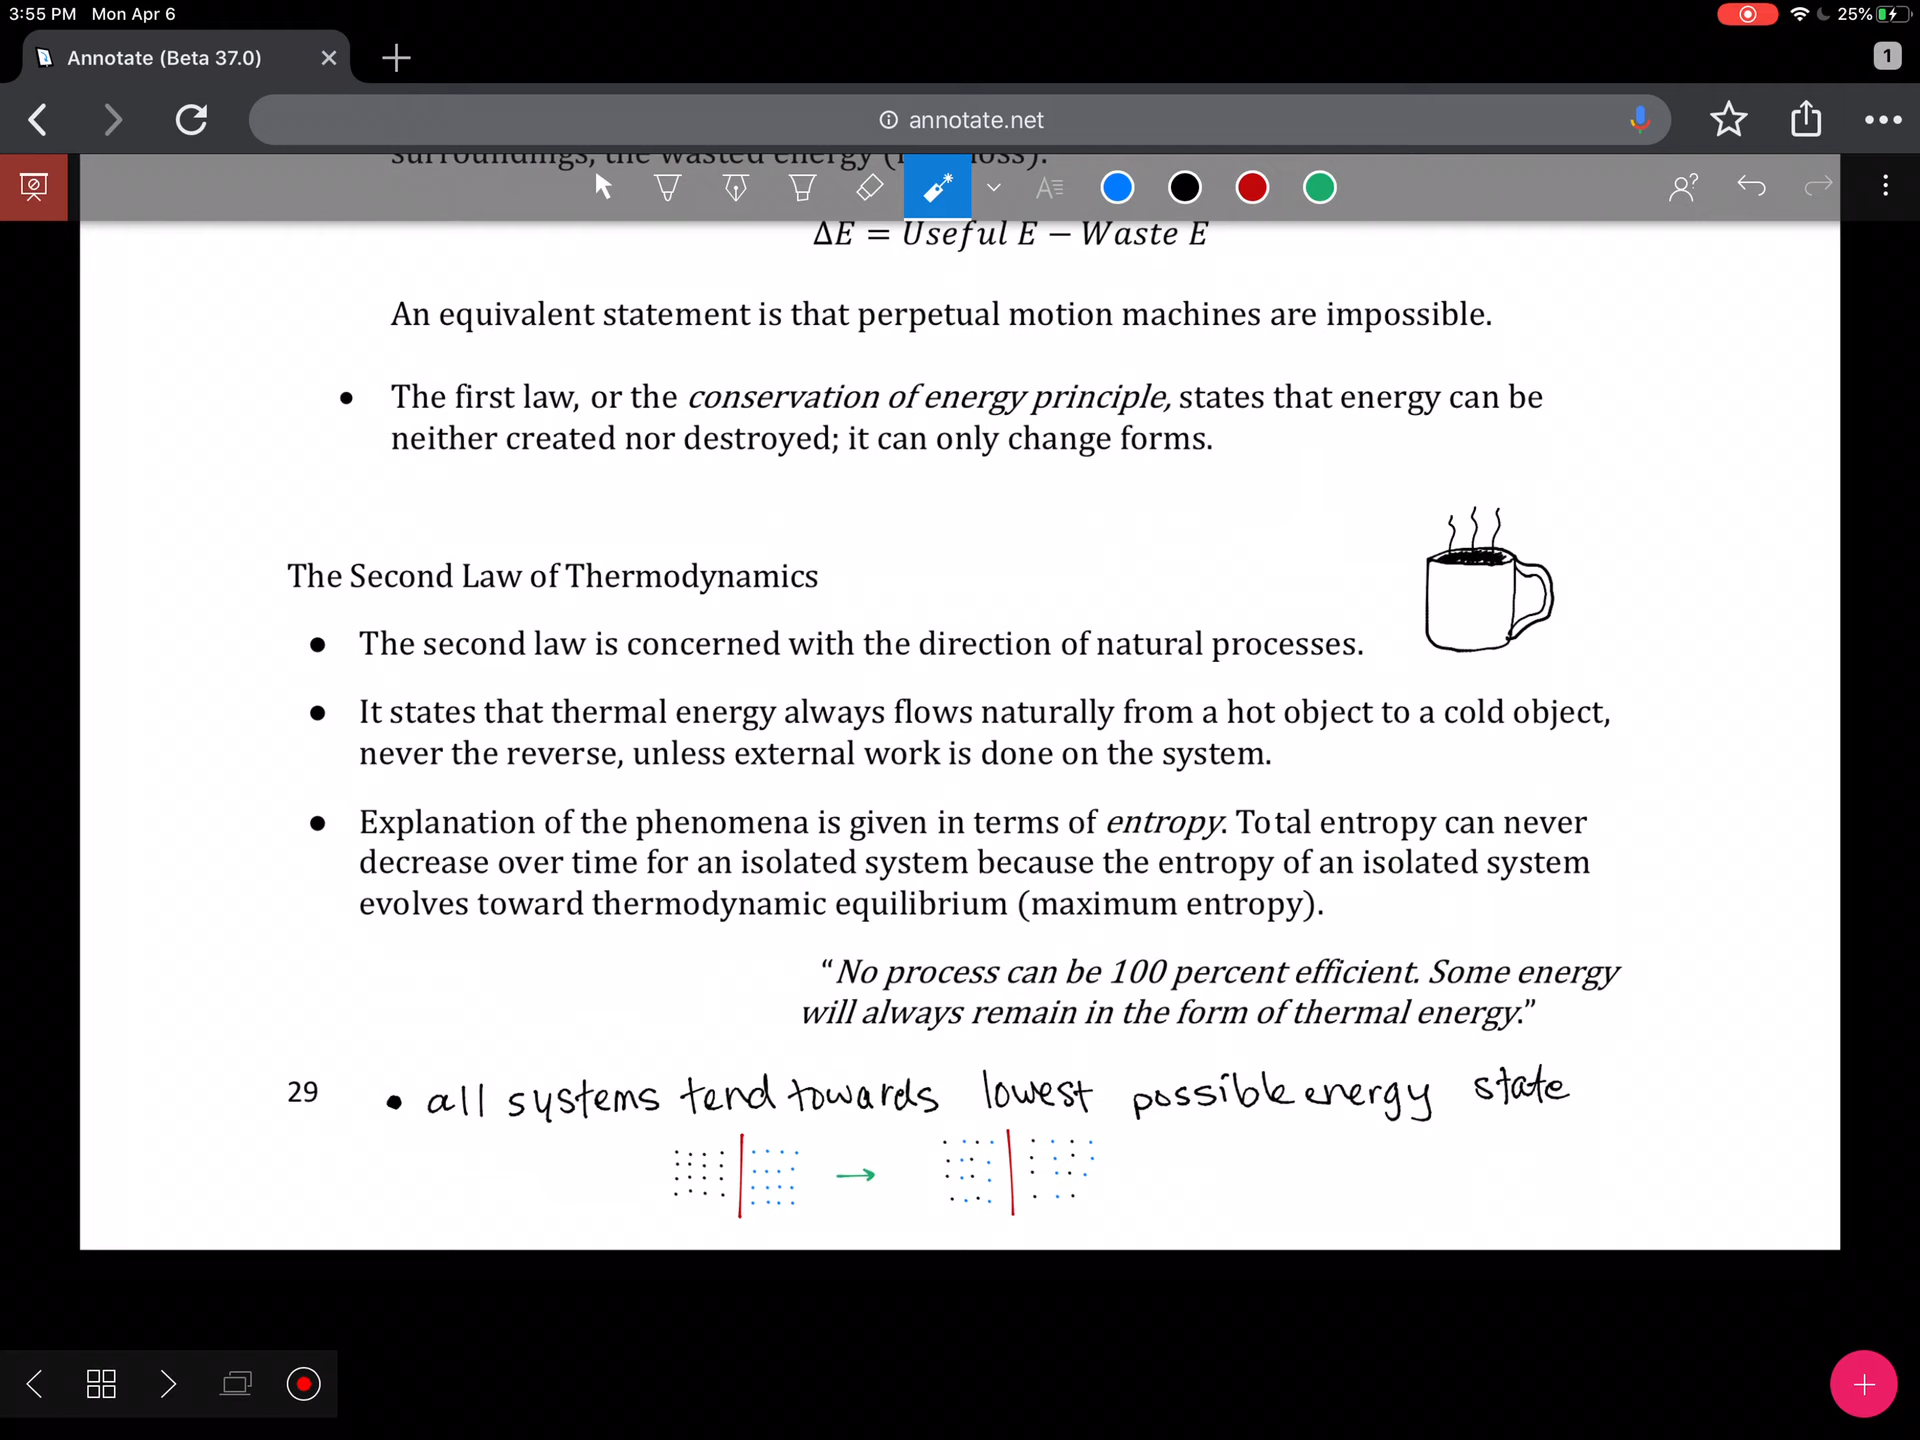 3:55 PM Mon Apr 6
25%
Annotate (Beta 37.0)
1
annotate.net
surroundings, the wasted energy ( loss).
ΔE = Useful E − Waste E
An equivalent statement is that perpetual motion machines are impossible.
• The first law, or the conservation of energy principle, states that energy can be
neither created nor destroyed; it can only change forms.
The Second Law of Thermodynamics
• The second law is concerned with the direction of natural processes.
• It states that thermal energy always flows naturally from a hot object to a cold object,
never the reverse, unless external work is done on the system.
• Explanation of the phenomena is given in terms of entropy. Total entropy can never
decrease over time for an isolated system because the entropy of an isolated system
evolves toward thermodynamic equilibrium (maximum entropy).
“No process can be 100 percent efficient. Some energy
will always remain in the form of thermal energy.”
29
• all systems tend towards lowest possible energy state